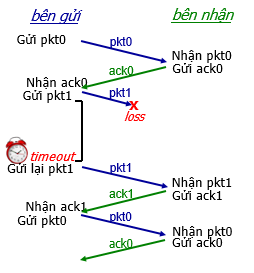 bên gửi
bên nhận
Gửi pkt0
pkt0
Nhận pkt0
Gửi ack0
ack0
Nhận ack0
Gửi pkt1
pkt1
X
loss
timeout
Gửi lại pkt1
pkt1
Nhận pkt1
Gửi ack1
ack1
Nhận ack1
Gửi pkt0
pkt0
Nhận pkt0
Gửi ack0
ack0